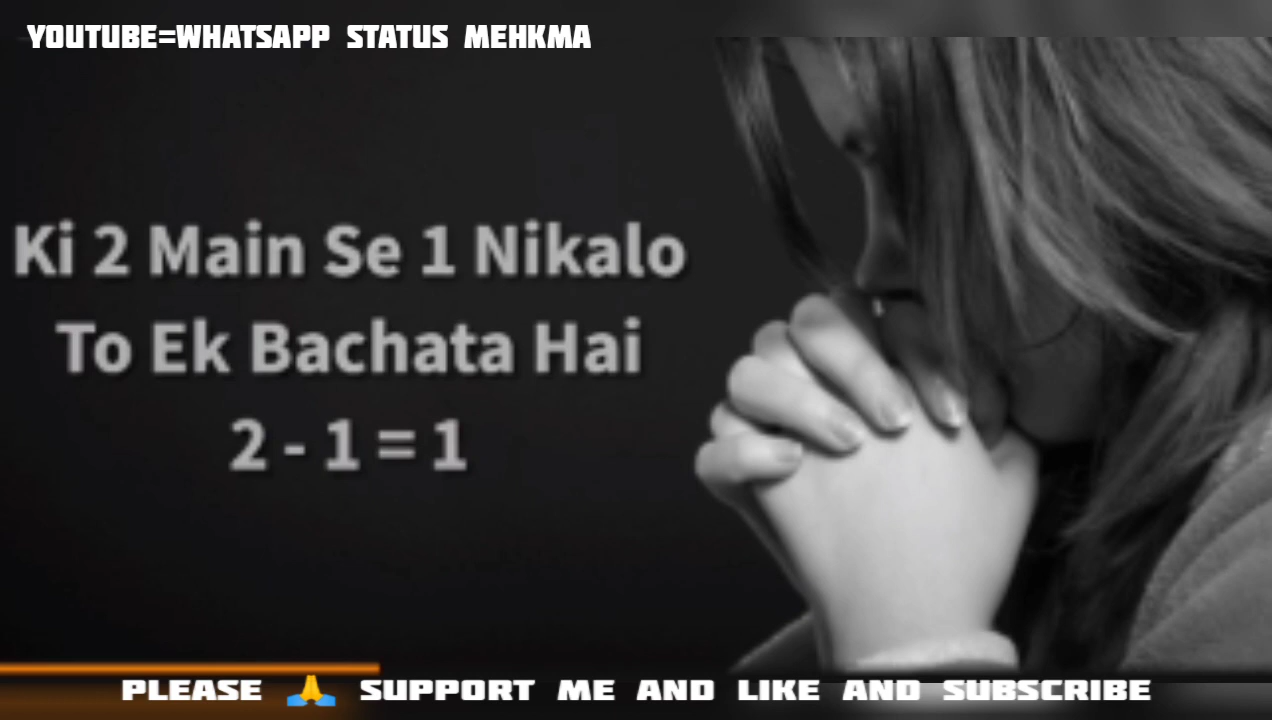 YOUTUBE=WHATSAPP STATUS MEHKMA
Ki 2 Main Se 1 Nikalo
To Ek Bachata Hai
2 - 1 = 1
PLEASE 🙏 SUPPORT ME AND LIKE AND SUBSCRIBE